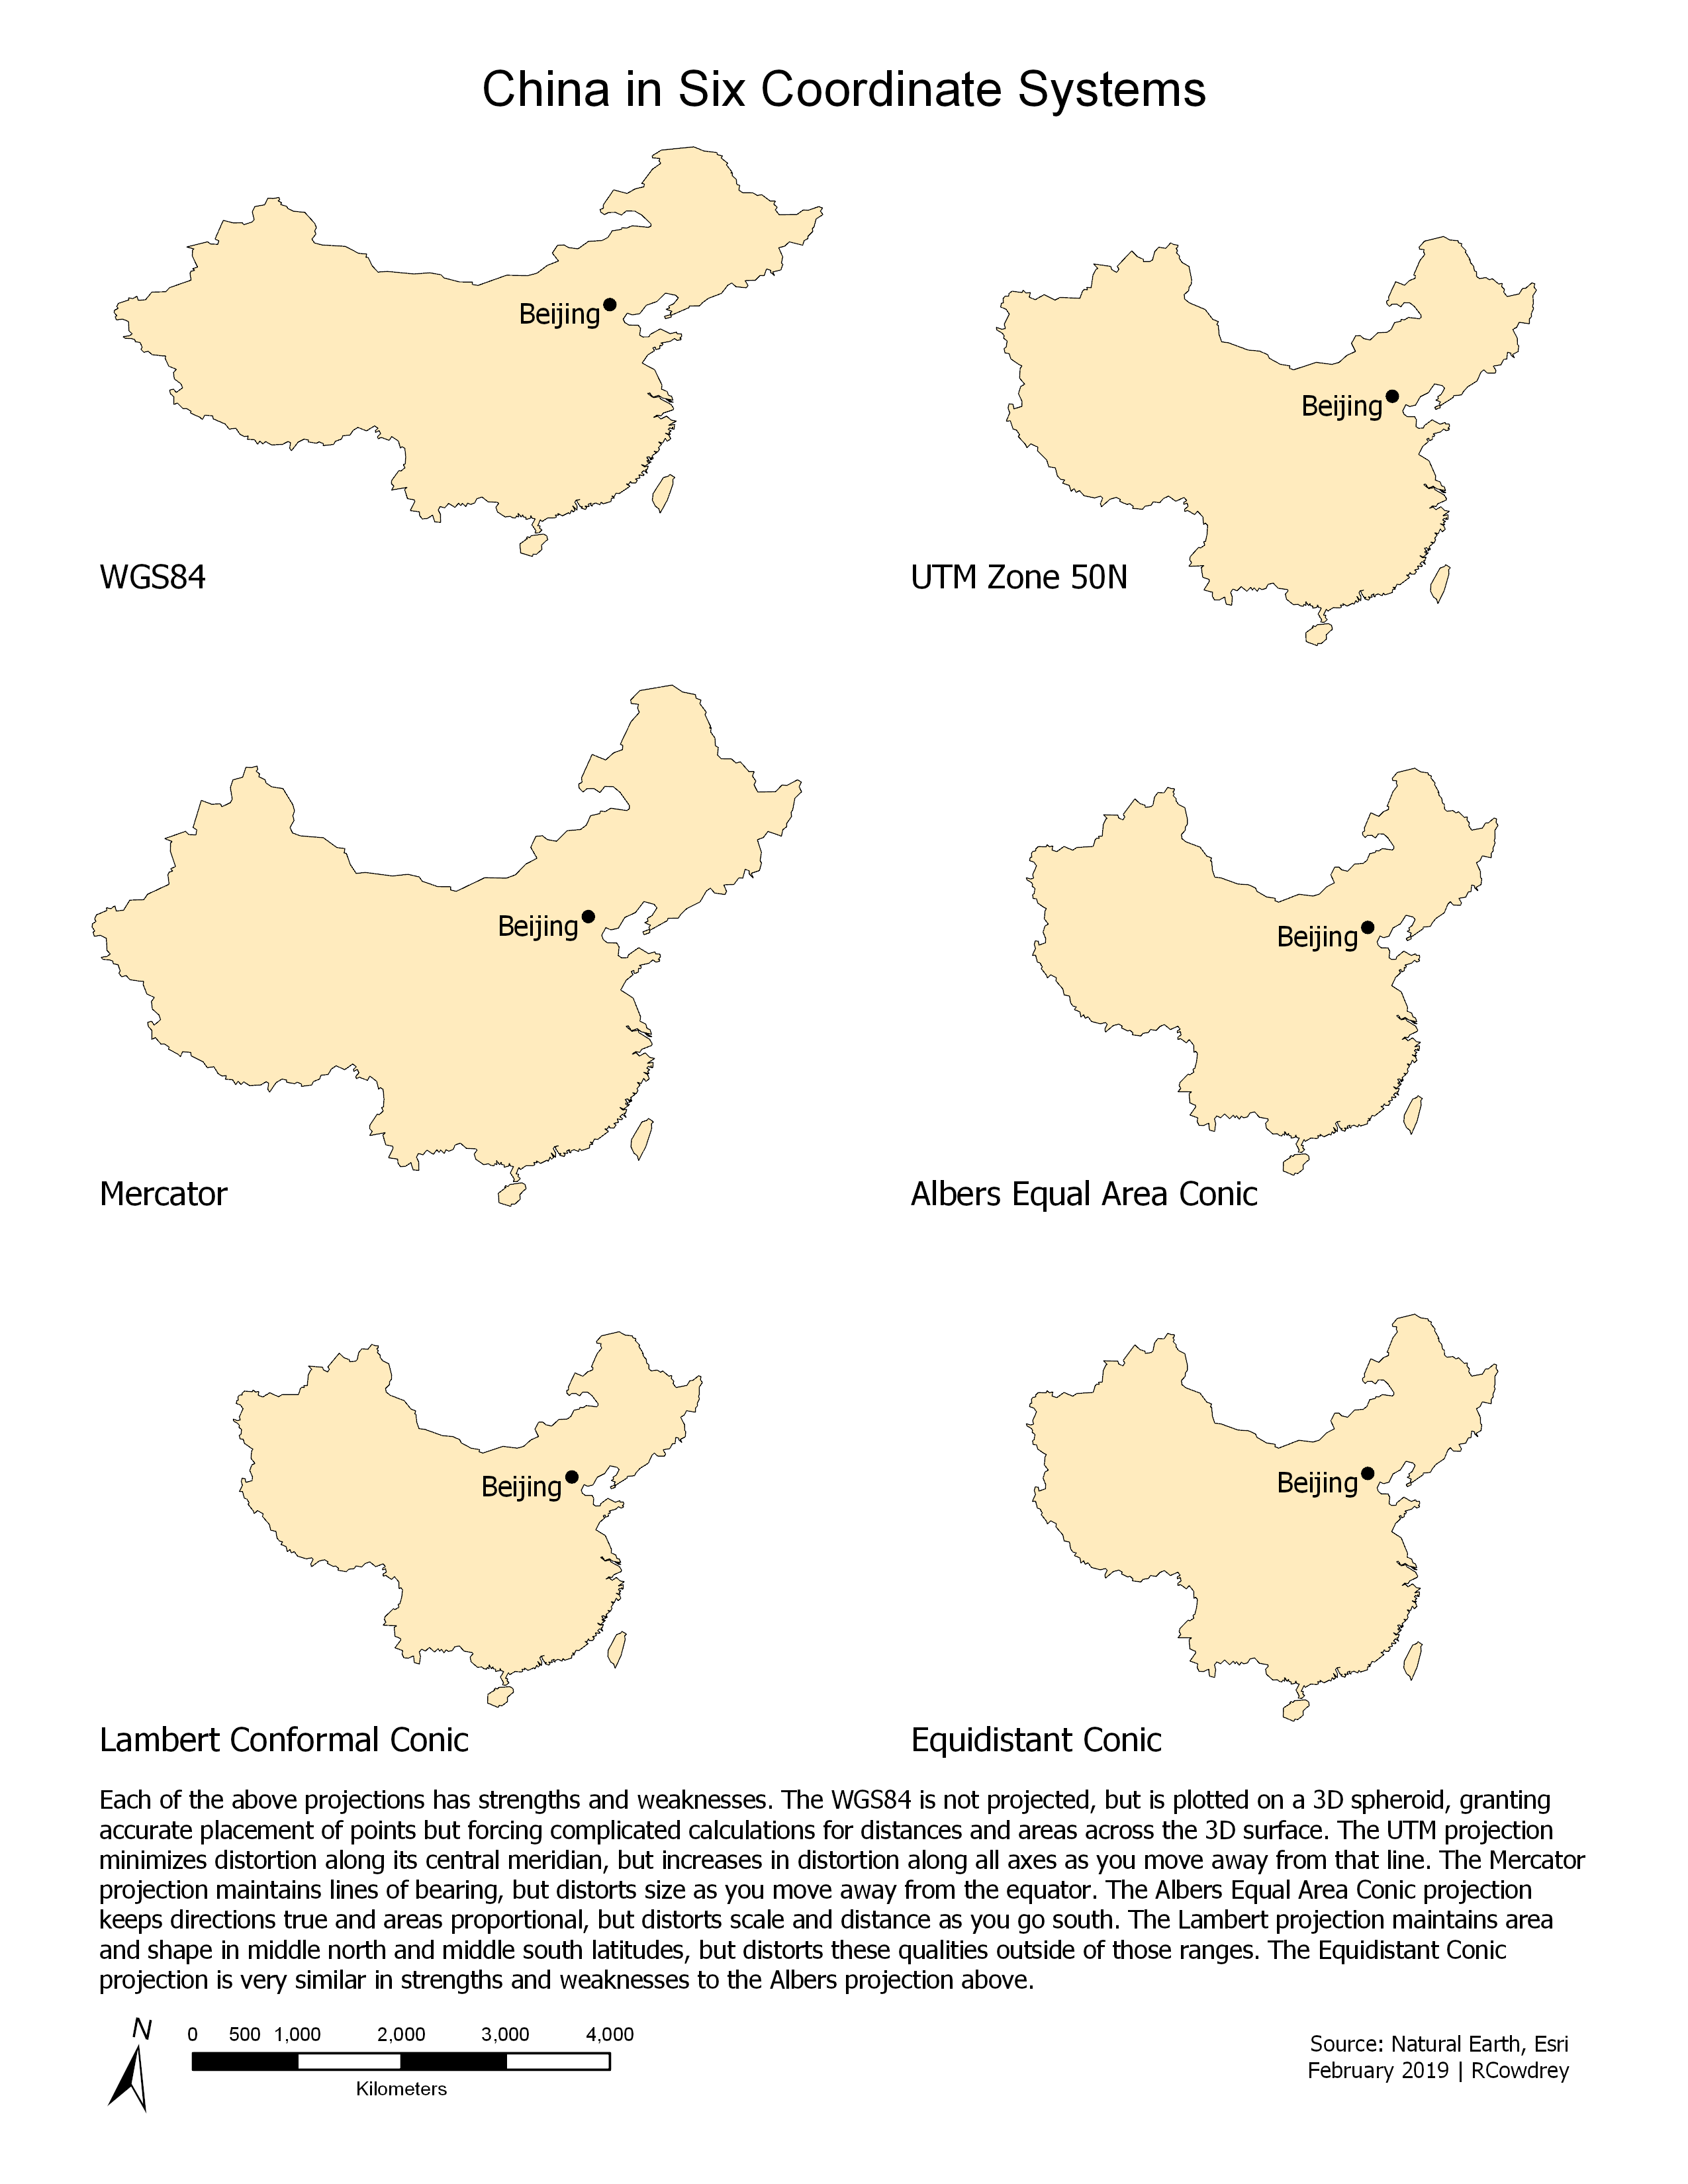 China in Six Coordinate Systems
Beijing
Beijing
WGS84
UTM Zone 50N
Beijing
Beijing
Mercator
Albers Equal Area Conic
Beijing
Beijing
Lambert Conformal Conic
Equidistant Conic
Each of the above projections has strengths and weaknesses. The WGS84 is not projected, but is plotted on a 3D spheroid, granting
accurate placement of points but forcing complicated calculations for distances and areas across the 3D surface. The UTM projection
minimizes distortion along its central meridian, but increases in distortion along all axes as you move away from that line. The Mercator
projection maintains lines of bearing, but distorts size as you move away from the equator. The Albers Equal Area Conic projection
keeps directions true and areas proportional, but distorts scale and distance as you go south. The Lambert projection maintains area
and shape in middle north and middle south latitudes, but distorts these qualities outside of those ranges. The Equidistant Conic
projection is very similar in strengths and weaknesses to the Albers projection above.
N
0 500 1,000 2,000 3,000 4,000
Kilometers
Source: Natural Earth, Esri
February 2019 | RCowdrey